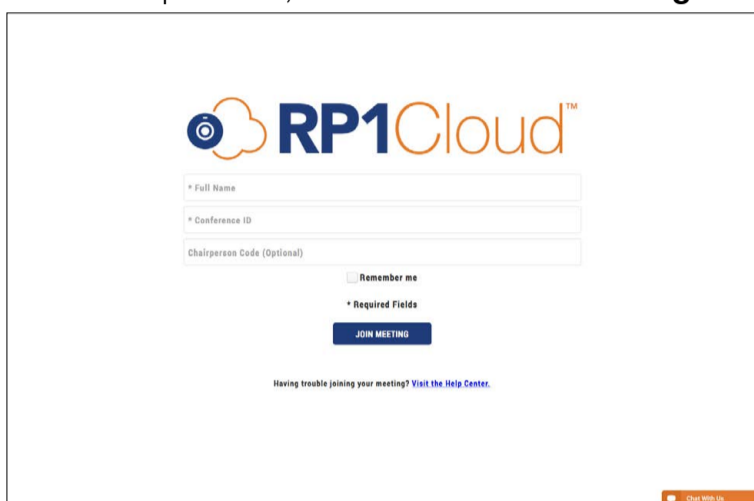 RP1Cloud™
* Full Name
* Conference ID
Chairperson Code (Optional)
Remember me
* Required Fields
JOIN MEETING
Having trouble joining your meeting? Visit the Help Center.
Chat With Us